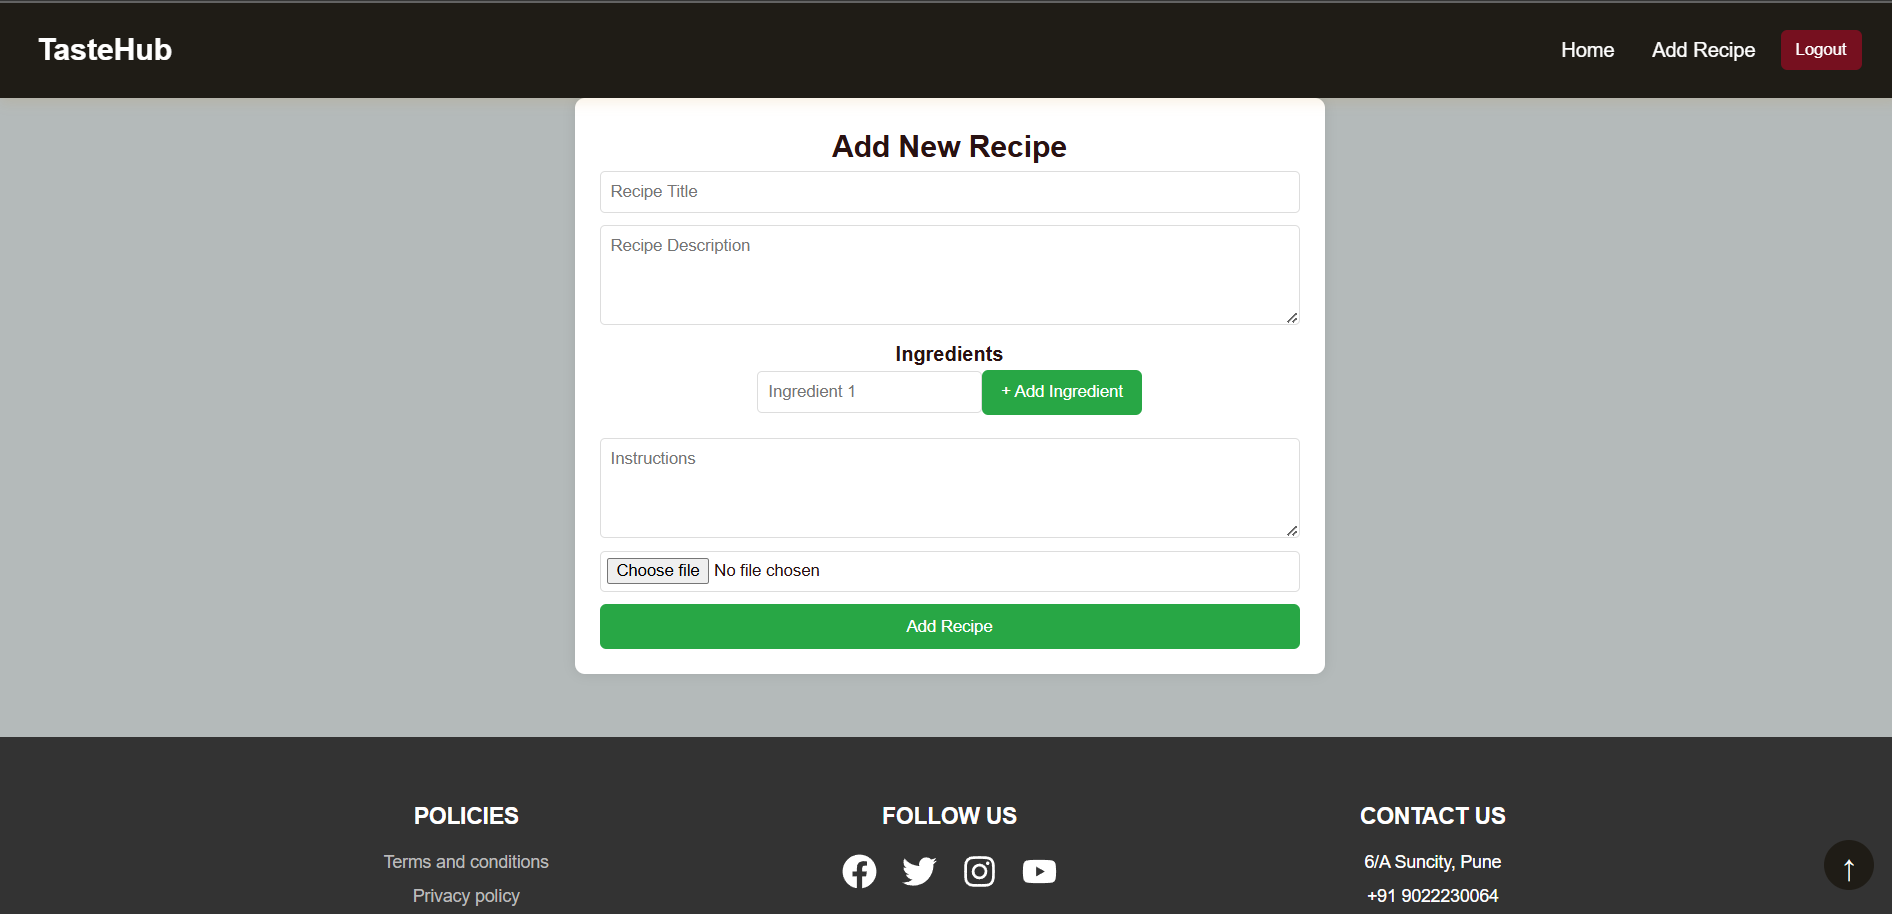 TasteHub
Home
Add Recipe
Logout
Add New Recipe
Recipe Title
Recipe Description
Ingredients
Ingredient 1
+ Add Ingredient
Instructions
Choose file No file chosen
Add Recipe
POLICIES
Terms and conditions
Privacy policy
FOLLOW US
CONTACT US
6/A Suncity, Pune
+91 9022230064
↑